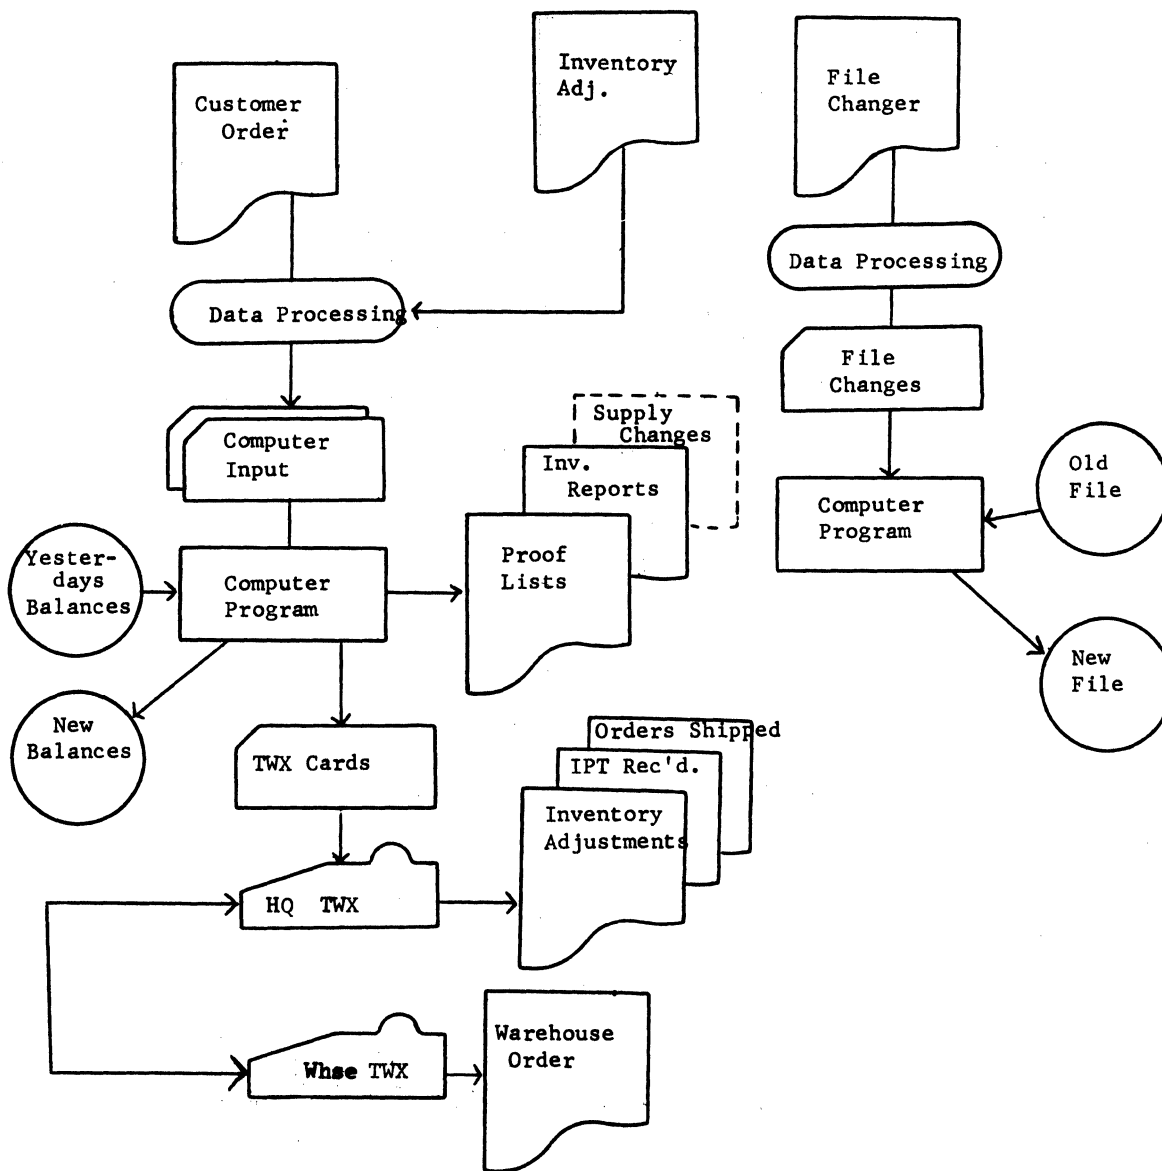 Customer
Order
Inventory
Adj.
File
Changer
Data Processing
Data Processing
File
Changes
Computer
Input
Supply
Changes
Inv.
Reports
Proof
Lists
Old
File
Computer
Program
Yester-
days
Balances
Computer
Program
New
File
New
Balances
TWX Cards
Orders Shipped
IPT Rec'd.
Inventory
Adjustments
HQ TWX
Warehouse
Order
Whse TWX